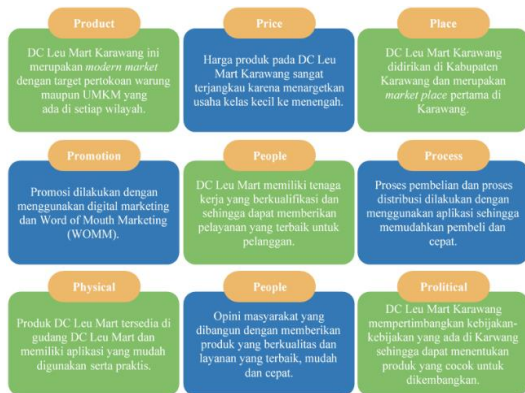 Product
DC Leu Mart Karawang ini
merupakan modern market
dengan target pertokoan warung
maupun UMKM yang
ada di setiap wilayah.
Price
Harga produk pada DC Leu
Mart Karawang sangat
terjangkau karena menargetkan
usaha kelas kecil ke menengah.
Place
DC Leu Mart Karawang
didirikan di Kabupaten
Karawang dan merupakan
market place pertama di
Karawang.
Promotion
Promosi dilakukan dengan
menggunakan digital marketing
dan Word of Mouth Marketing
(WOMM).
People
DC Leu Mart memiliki tenaga
kerja yang berkualifikasi dan
sehingga dapat memberikan
pelayanan yang terbaik untuk
pelanggan.
Process
Proses pembelian dan proses
distribusi dilakukan dengan
menggunakan aplikasi sehingga
memudahkan pembeli dan
cepat.
Physical
Produk DC Leu Mart tersedia di
gudang DC Leu Mart dan
memiliki aplikasi yang mudah
digunakan serta praktis.
People
Opini masyarakat yang
dibangun dengan memberikan
produk yang berkualitas dan
layanan yang terbaik, mudah
dan cepat.
Prolitical
DC Leu Mart Karawang
mempertimbangkan kebijakan-
kebijakan yang ada di Karwang
sehingga dapat menentukan
produk yang cocok untuk
dikembangkan.